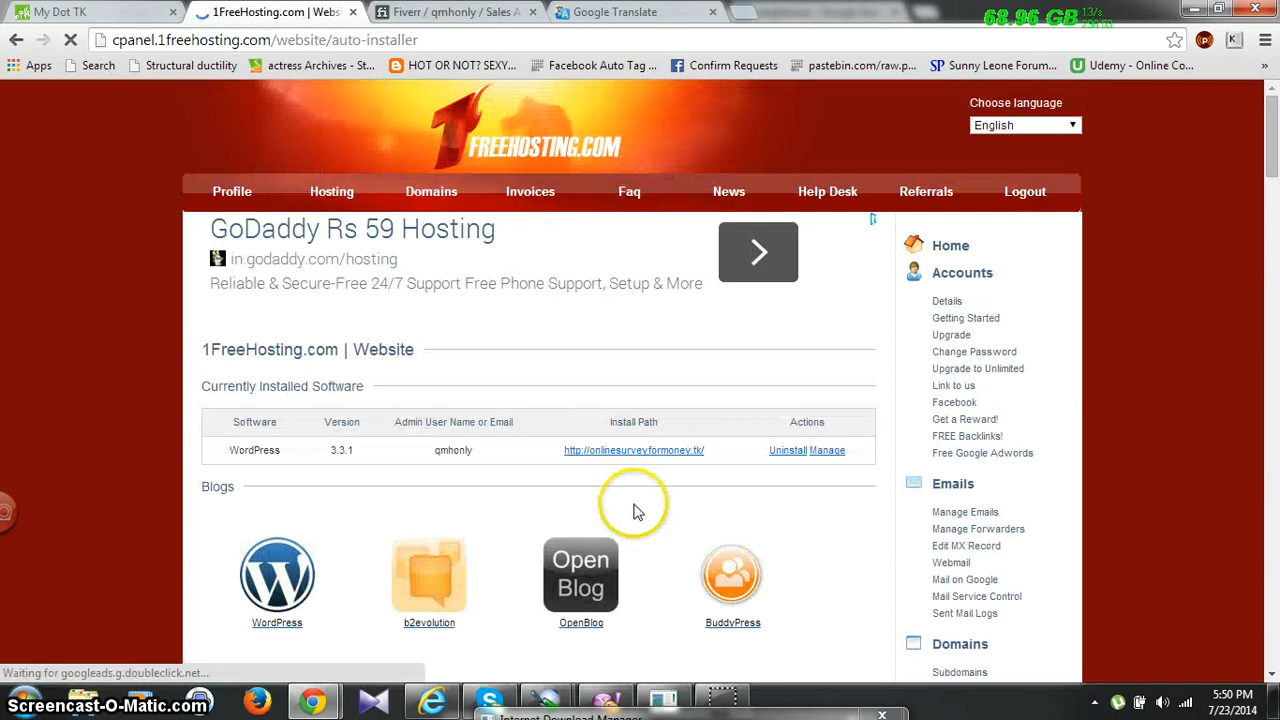 My Dot TK
1FreeHosting.com | Websi
Fiverr / qmhonly / Sales A
Google Translate
68.96 GB
13/s
cpanel.1freehosting.com/website/auto-installer
Apps
Search
Structural ductility
actress Archives - St...
HOT OR NOT? SEXY...
Facebook Auto Tag ...
Confirm Requests
pastebin.com/raw.p...
SP Sunny Leone Forum...
Udemy - Online Co...
»
Choose language
English
1FREEHOSTING.COM
Profile
Hosting
Domains
Invoices
Faq
News
Help Desk
Referrals
Logout
GoDaddy Rs 59 Hosting
in.godaddy.com/hosting
Reliable & Secure-Free 24/7 Support Free Phone Support, Setup & More
1FreeHosting.com | Website
Currently Installed Software
Software
Version
Admin User Name or Email
Install Path
Actions
WordPress
3.3.1
qmhonly
http://onlinesurveyformoney.tk/
Uninstall Manage
Blogs
Open
Blog
WordPress
b2evolution
OpenBlog
BuddyPress
Home
Accounts
Details
Getting Started
Upgrade
Change Password
Upgrade to Unlimited
Link to us
Facebook
Get a Reward!
FREE Backlinks!
Free Google Adwords
Emails
Manage Emails
Manage Forwarders
Edit MX Record
Webmail
Mail on Google
Mail Service Control
Sent Mail Logs
Domains
Subdomains
Waiting for googleads.g.doubleclick.net...
Screencast-O-Matic.com
Internet Download Manager
5:50 PM
7/23/2014